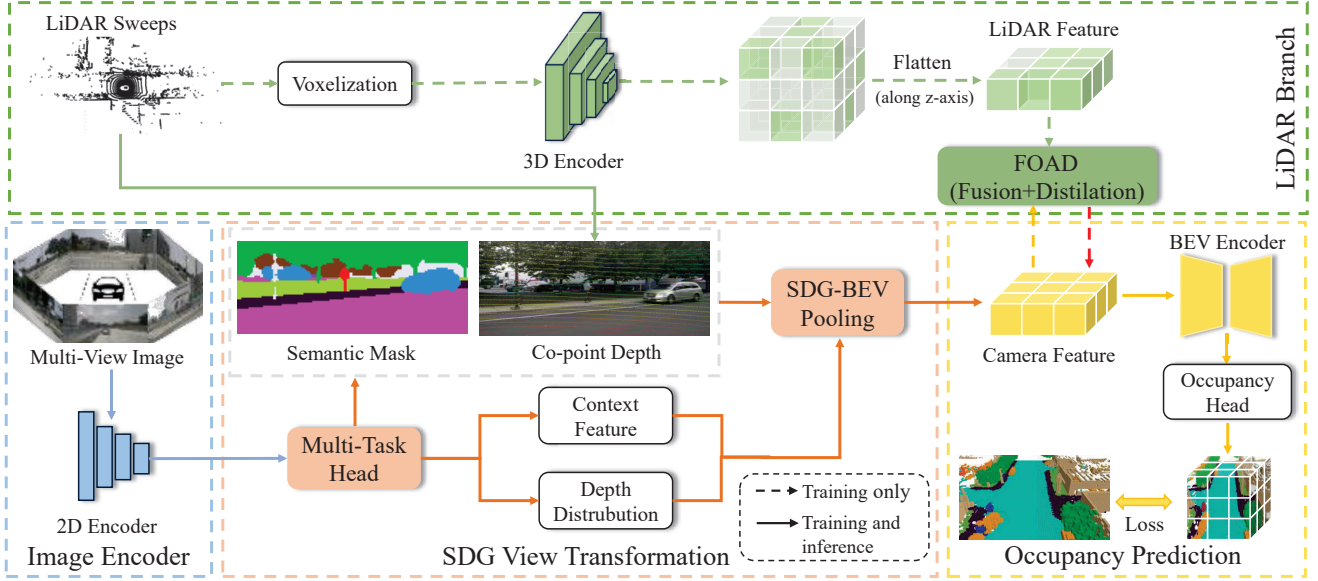 LiDAR Sweeps
Voxelization
3D Encoder
Flatten
(along z-axis)
LiDAR Feature
FOAD
(Fusion+Distilation)
LiDAR Branch
Multi-View Image
2D Encoder
Image Encoder
Semantic Mask
Co-point Depth
Multi-Task
Head
Context
Feature
Depth
Distrubution
SDG-BEV
Pooling
Training only
Training and
inference
SDG View Transformation
Camera Feature
BEV Encoder
Occupancy
Head
Loss
Occupancy Prediction